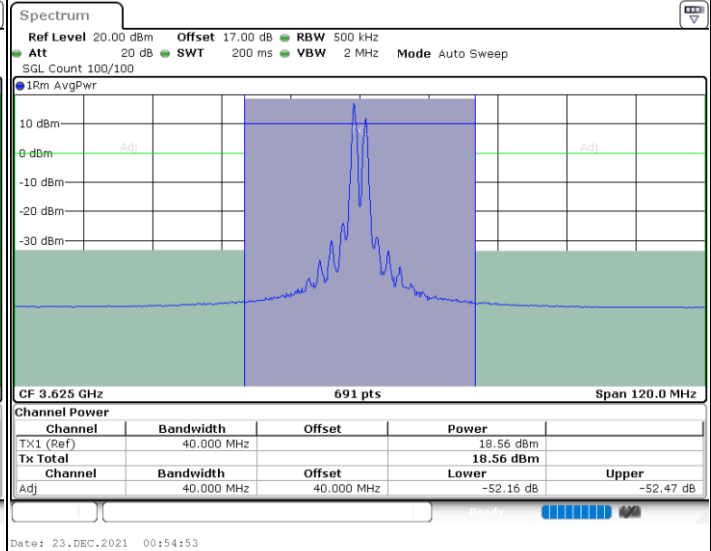 Spectrum
Ref Level 20.00 dBm Offset 17.00 dB RBW 500 kHz
Att 20 dB SWT 200 ms VBW 2 MHz Mode Auto Sweep
SGL Count 100/100
1Rm AvgPwr
10 dBm
0 dBm
Adj
Adj
-10 dBm
-20 dBm
-30 dBm
CF 3.625 GHz 691 pts Span 120.0 MHz
Channel Power
Channel Bandwidth Offset Power
TX1 (Ref) 40.000 MHz 18.56 dBm
Tx Total 18.56 dBm
Channel Bandwidth Offset Lower Upper
Adj 40.000 MHz 40.000 MHz -52.16 dB -52.47 dB
Ready
Date: 23.DEC.2021 00:54:53